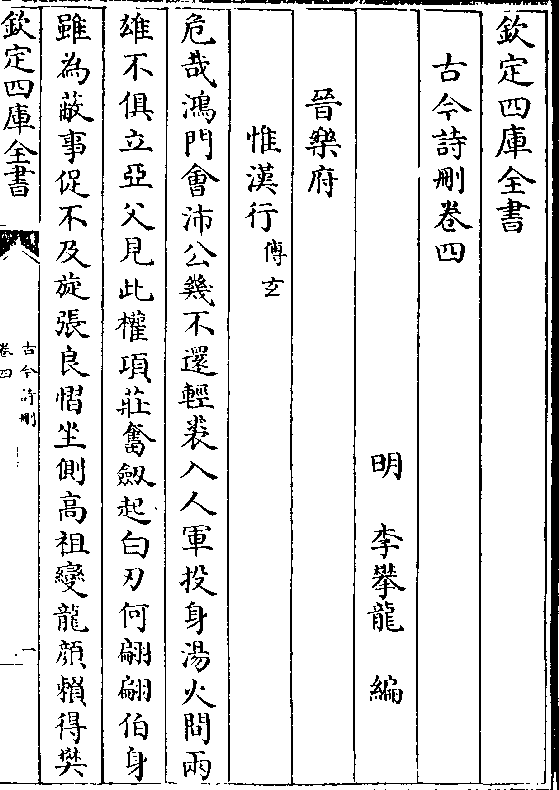 欽定四庫全書
古今詩刪卷四
明 李攀龍 編
晉樂府
惟漢行傅玄
危哉鴻門會沛公幾不還輕裘入人軍投身湯火間兩
雄不俱立亞父見此權項莊奮劔起白刃何翩翩伯身
雖為蔽事促不及旋張良慴坐側高祖變龍顔賴得樊
欽定四庫全書
古今詩刪
卷四
一